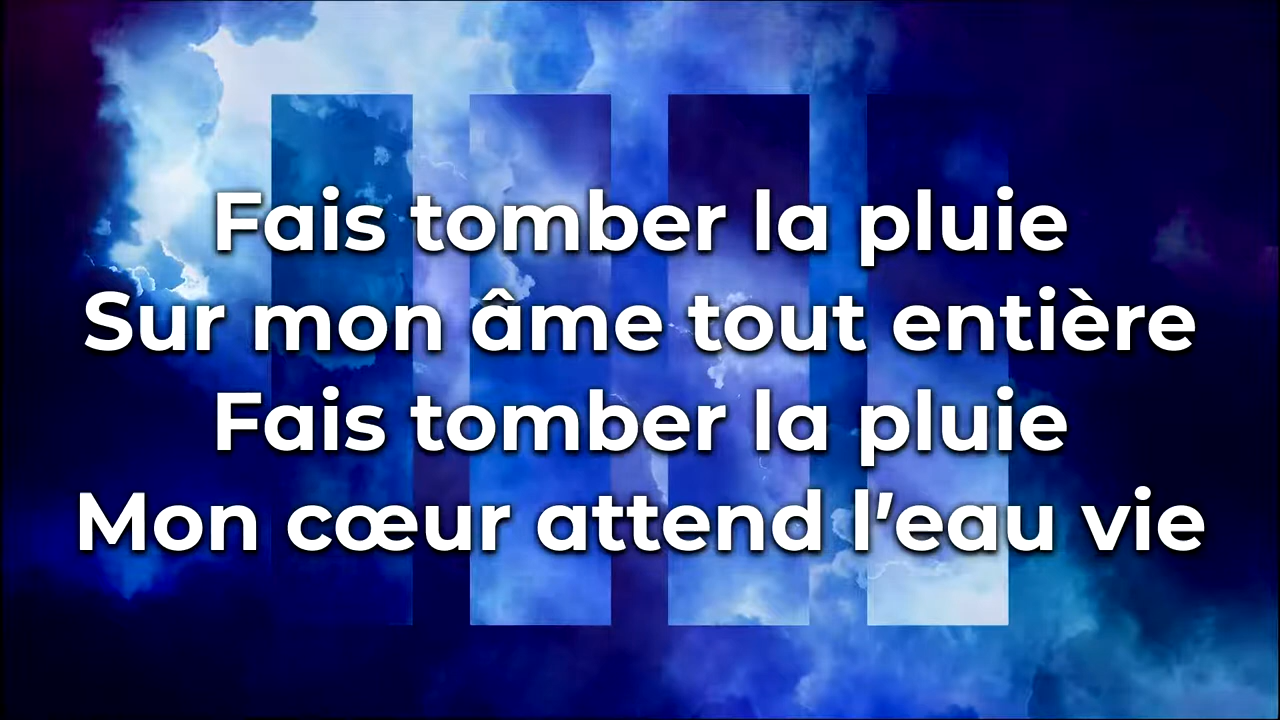 Fais tomber la pluie
Sur mon âme tout entière
Fais tomber la pluie
Mon cœur attend l'eau vie